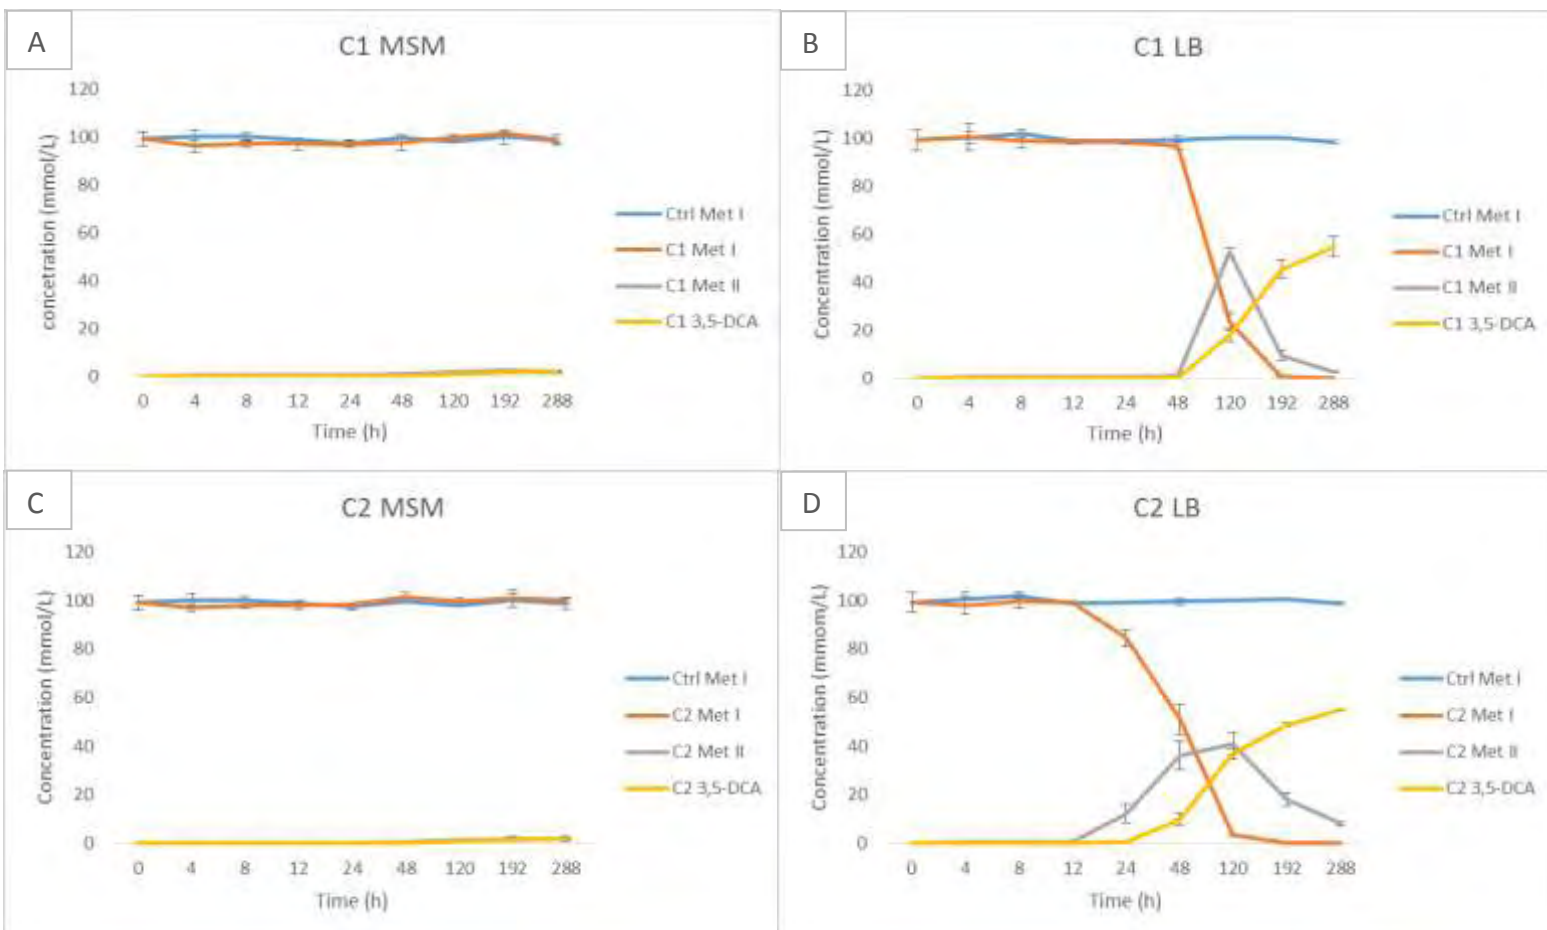 A
C1 MSM
concetration (mmol/L)
120
100
80
60
40
20
0
0 4 8 12 24 48 120 192 288
Time (h)
Ctrl Met I
C1 Met I
C1 Met II
C1 3,5-DCA
B
C1 LB
Concentration (mmol/L)
120
100
80
60
40
20
0
0 4 8 12 24 48 120 192 288
Time (h)
Ctrl Met I
C1 Met I
C1 Met II
C1 3,5-DCA
C
C2 MSM
Concentration (mmol/L)
120
100
80
60
40
20
0
0 4 8 12 24 48 120 192 288
Time (h)
Ctrl Met I
C2 Met I
C2 Met II
C2 3,5-DCA
D
C2 LB
Concentration (mmom/L)
120
100
80
60
40
20
0
0 4 8 12 24 48 120 192 288
Time (h)
Ctrl Met I
C2 Met I
C2 Met II
C2 3,5-DCA